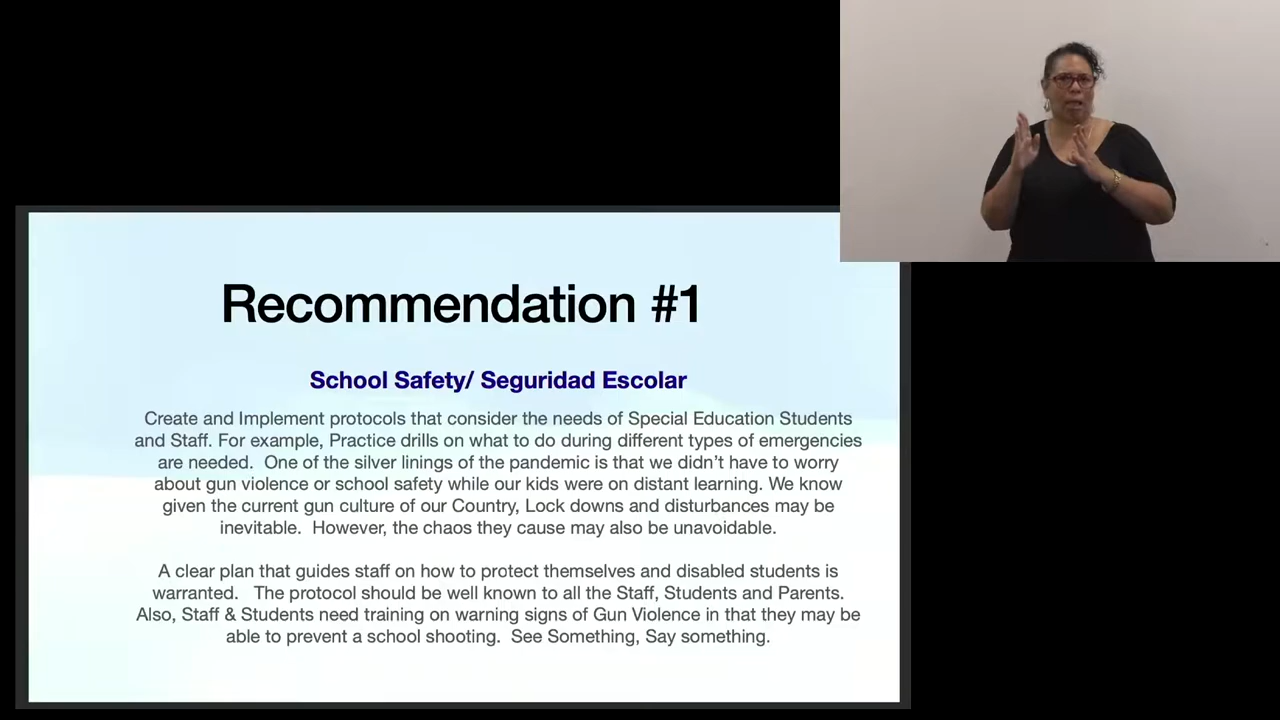 Recommendation #1
School Safety/ Seguridad Escolar
Create and Implement protocols that consider the needs of Special Education Students
and Staff. For example, Practice drills on what to do during different types of emergencies
are needed.  One of the silver linings of the pandemic is that we didn't have to worry
about gun violence or school safety while our kids were on distant learning. We know
given the current gun culture of our Country, Lock downs and disturbances may be
inevitable.  However, the chaos they cause may also be unavoidable.
A clear plan that guides staff on how to protect themselves and disabled students is
warranted.   The protocol should be well known to all the Staff, Students and Parents.
Also, Staff & Students need training on warning signs of Gun Violence in that they may be
able to prevent a school shooting.  See Something, Say something.